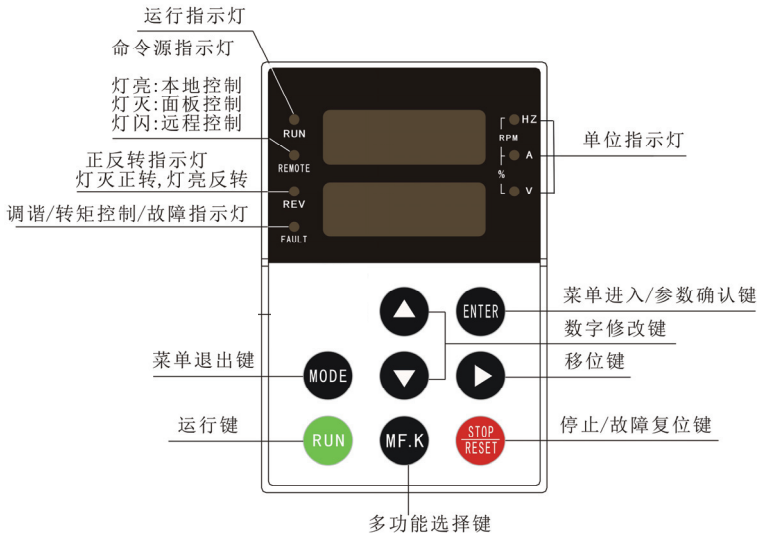 运行指示灯
命令源指示灯
灯亮:本地控制
灯灭:面板控制
灯闪:远程控制
正反转指示灯
灯灭正转,灯亮反转
调谐/转矩控制/故障指示灯
RUN
REMOTE
REV
FAULT
HZ
RPM
A
%
V
单位指示灯
ENTER
菜单进入/参数确认键
数字修改键
菜单退出键
MODE
移位键
运行键
RUN
MF.K
STOP
RESET
停止/故障复位键
多功能选择键